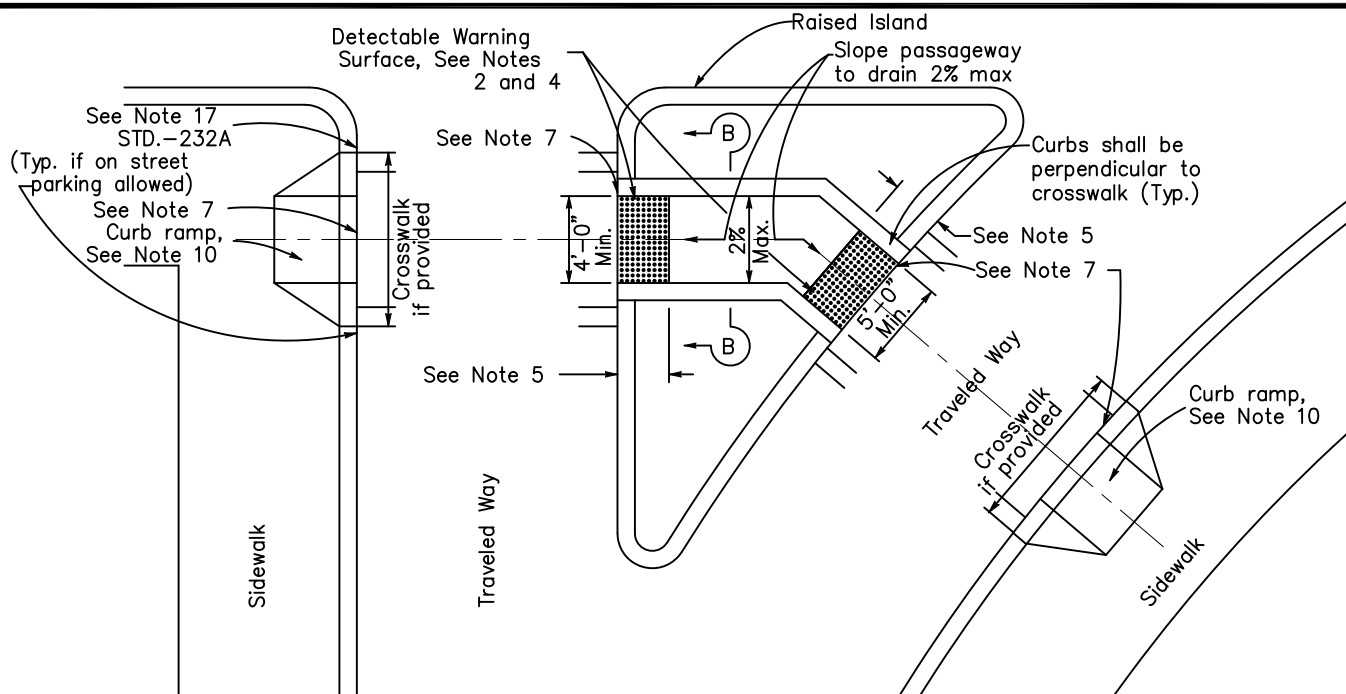 Raised Island
Detectable Warning
Surface, See Notes
2 and 4
Slope passageway
to drain 2% max
See Note 17
STD.-232A
(Typ. if on street
parking allowed)
See Note 7
Curb ramp,
See Note 10
Crosswalk
if provided
See Note 7
B
4'-0"
Min.
2%
Max.
Curbs shall be
perpendicular to
crosswalk (Typ.)
See Note 5
See Note 7
5'-0"
Min.
B
See Note 5
Traveled Way
Crosswalk
if provided
Curb ramp,
See Note 10
Sidewalk
Traveled Way
Sidewalk